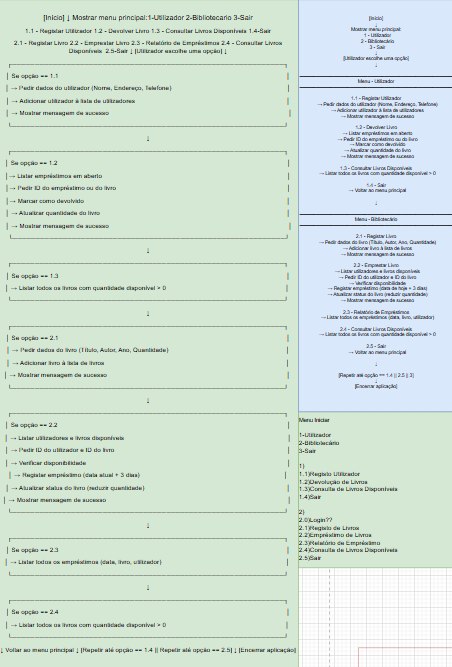 [Início] ↓ Mostrar menu principal:1-Utilizador 2-Bibliotecario 3-Sair
1.1 - Registar Utilizador 1.2 - Devolver Livro 1.3 - Consultar Livros Disponíveis 1.4-Sair
2.1 - Registar Livro 2.2 - Emprestar Livro 2.3 - Relatório de Empréstimos 2.4 - Consultar Livros
Disponíveis 2.5-Sair ↓ [Utilizador escolhe uma opção] ↓
Se opção == 1.1
→ Pedir dados do utilizador (Nome, Endereço, Telefone)
→ Adicionar utilizador à lista de utilizadores
→ Mostrar mensagem de sucesso
↓
Se opção == 1.2
→ Listar empréstimos em aberto
→ Pedir ID do empréstimo ou do livro
→ Marcar como devolvido
→ Atualizar quantidade do livro
→ Mostrar mensagem de sucesso
↓
Se opção == 1.3
→ Listar todos os livros com quantidade disponível > 0
↓
Se opção == 2.1
→ Pedir dados do livro (Título, Autor, Ano, Quantidade)
→ Adicionar livro à lista de livros
→ Mostrar mensagem de sucesso
↓
Se opção == 2.2
→ Listar utilizadores e livros disponíveis
→ Pedir ID do utilizador e ID do livro
→ Verificar disponibilidade
→ Registar empréstimo (data atual + 3 dias)
→ Atualizar status do livro (reduzir quantidade)
→ Mostrar mensagem de sucesso
↓
Se opção == 2.3
→ Listar todos os empréstimos (data, livro, utilizador)
↓
Se opção == 2.4
→ Listar todos os livros com quantidade disponível > 0
↓ Voltar ao menu principal ↓ [Repetir até opção == 1.4 || Repetir até opção == 2.5] ↓ [Encerrar aplicação]
[Início]
↓
Mostrar menu principal:
1 - Utilizador
2 - Bibliotecário
3 - Sair
↓
[Utilizador escolhe uma opção]
↓
Menu - Utilizador
1.1 - Registar Utilizador
→ Pedir dados do utilizador (Nome, Endereço, Telefone)
→ Adicionar utilizador à lista de utilizadores
→ Mostrar mensagem de sucesso
1.2 - Devolver Livro
→ Listar empréstimos em aberto
→ Pedir ID do empréstimo ou do livro
→ Marcar como devolvido
→ Atualizar quantidade do livro
→ Mostrar mensagem de sucesso
1.3 - Consultar Livros Disponíveis
→ Listar todos os livros com quantidade disponível > 0
1.4 - Sair
→ Voltar ao menu principal
↓
Menu - Bibliotecário
2.1 - Registar Livro
→ Pedir dados do livro (Título, Autor, Ano, Quantidade)
→ Adicionar livro à lista de livros
→ Mostrar mensagem de sucesso
2.2 - Emprestar Livro
→ Listar utilizadores e livros disponíveis
→ Pedir ID do utilizador e ID do livro
→ Verificar disponibilidade
→ Registar empréstimo (data de hoje + 3 dias)
→ Atualizar status do livro (reduzir quantidade)
→ Mostrar mensagem de sucesso
2.3 - Relatório de Empréstimos
→ Listar todos os empréstimos (data, livro, utilizador)
2.4 - Consultar Livros Disponíveis
→ Listar todos os livros com quantidade disponível > 0
2.5 - Sair
→ Voltar ao menu principal
↓
[Repetir até opção == 1.4 || 2.5 || 3]
↓
[Encerrar aplicação]
Menu Iniciar
1-Utilizador
2-Bibliotecário
3-Sair
1)
1.1)Registo Utilizador
1.2)Devolução de Livros
1.3)Consulta de Livros Disponíveis
1.4)Sair
2)
2.0)Login??
2.1)Registo de Livros
2.2)Empréstimo de Livros
2.3)Relatório de Empréstimo
2.4)Consulta de Livros Disponíveis
2.5)Sair